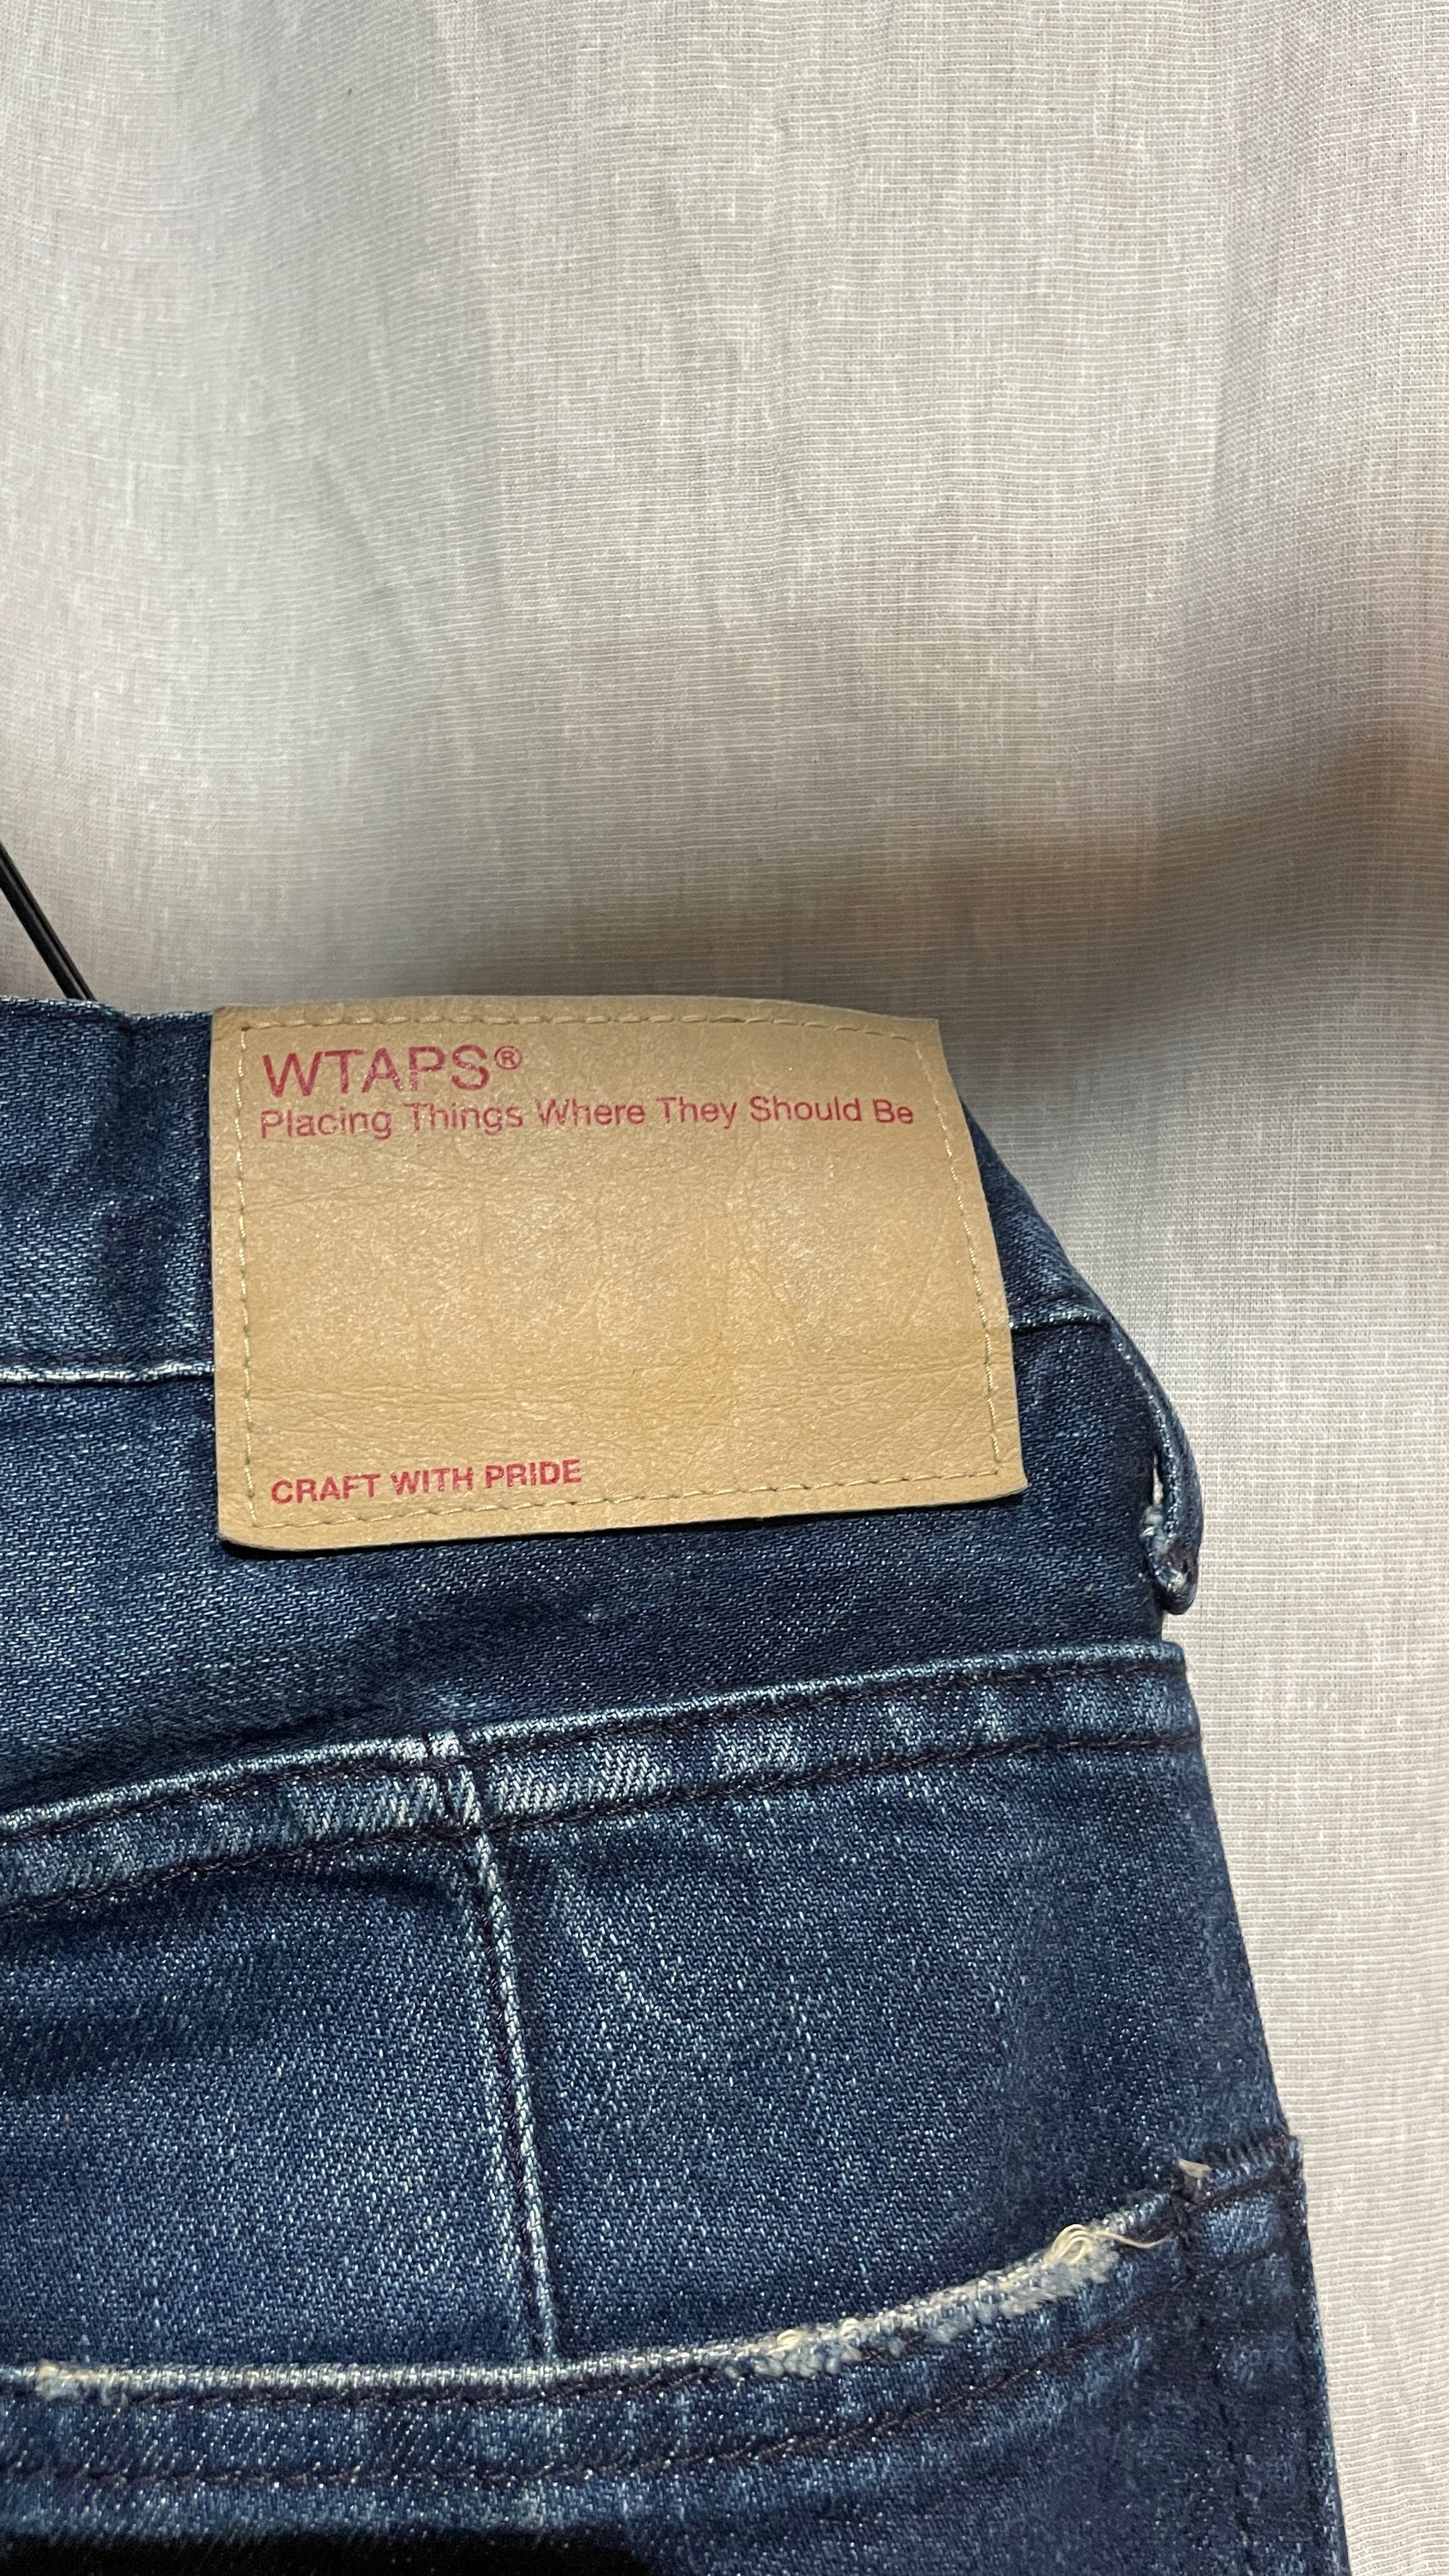 WTAPS®
Placing Things Where They Should Be
CRAFT WITH PRIDE